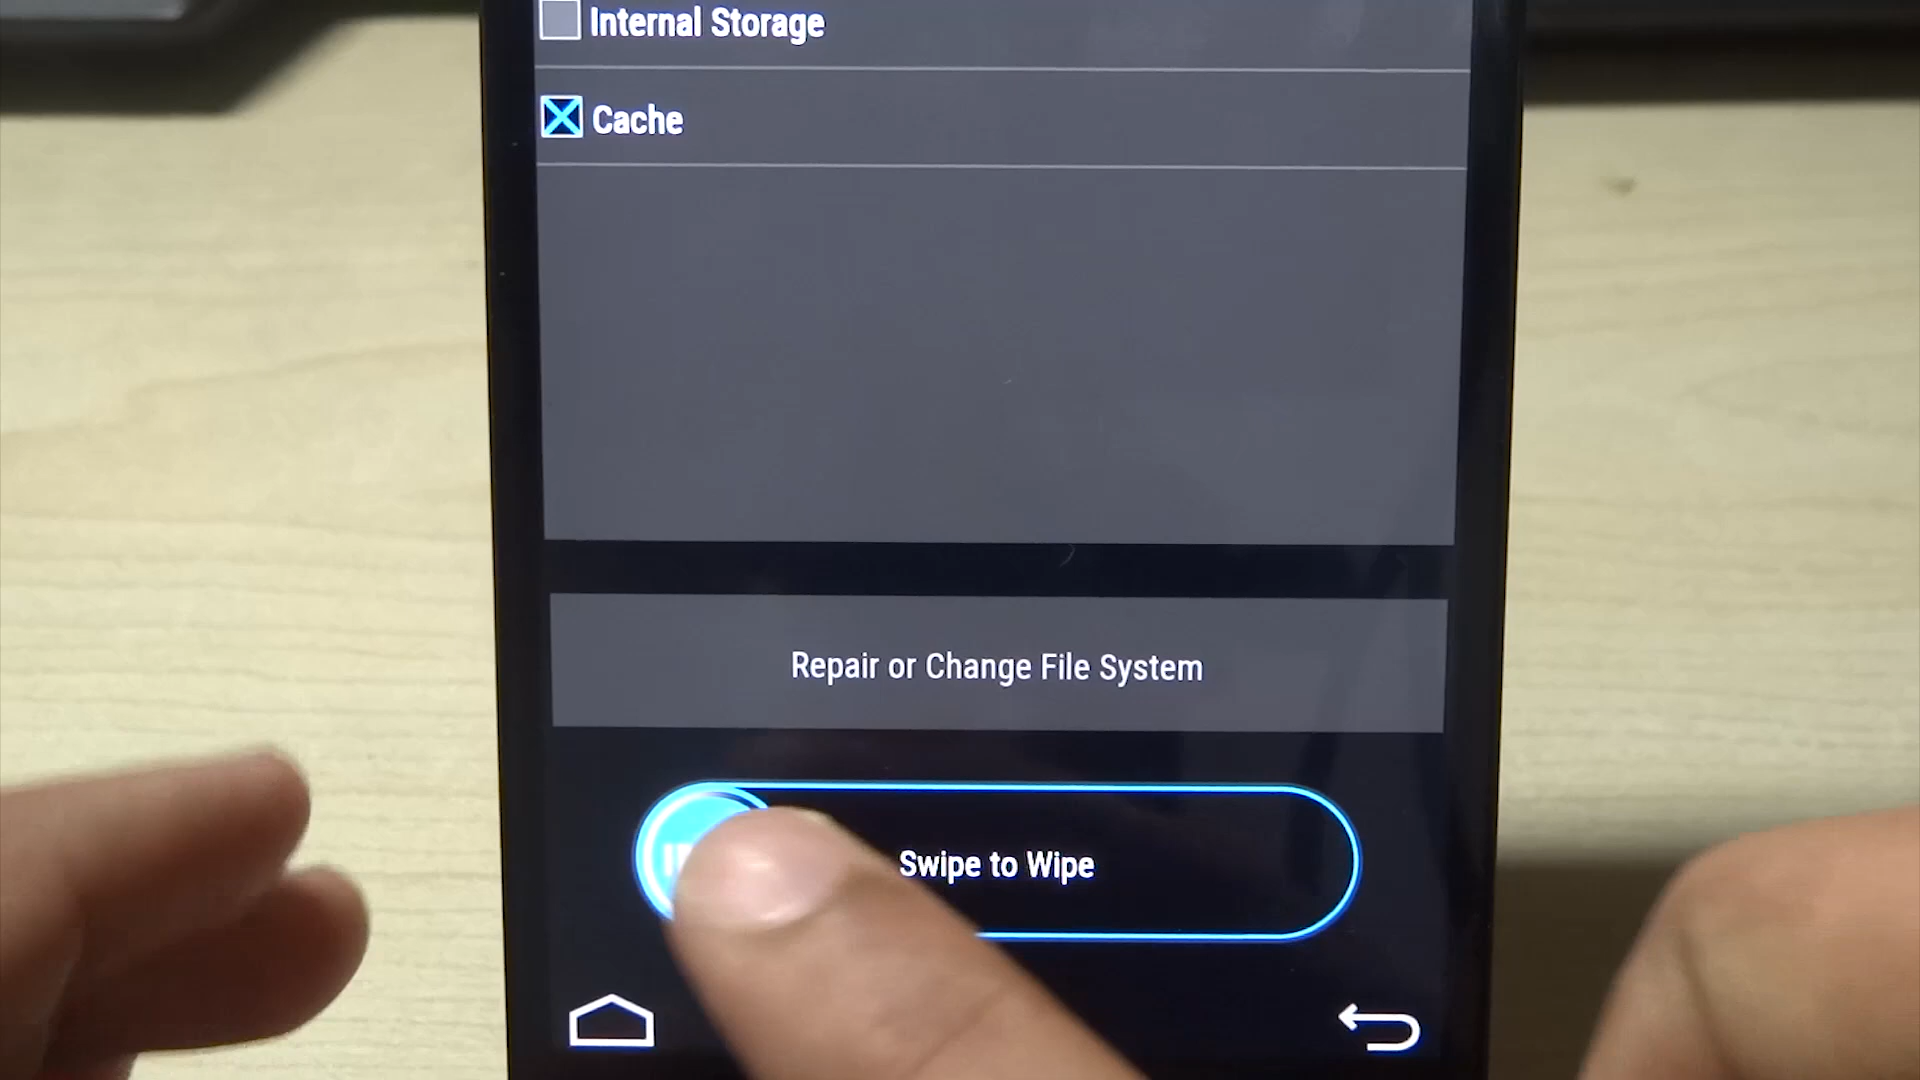 Internal Storage
Cache
Repair or Change File System
Swipe to Wipe